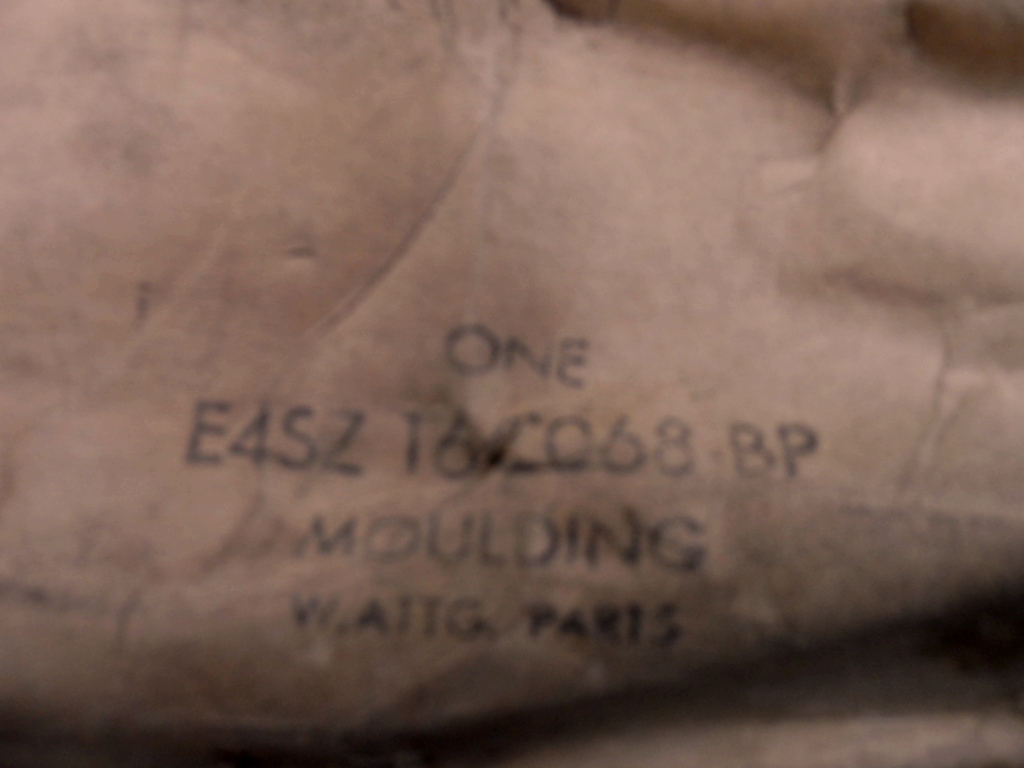 ONE
E4SZ 16C068-BP
MOULDING
W.ATTG. PARTS